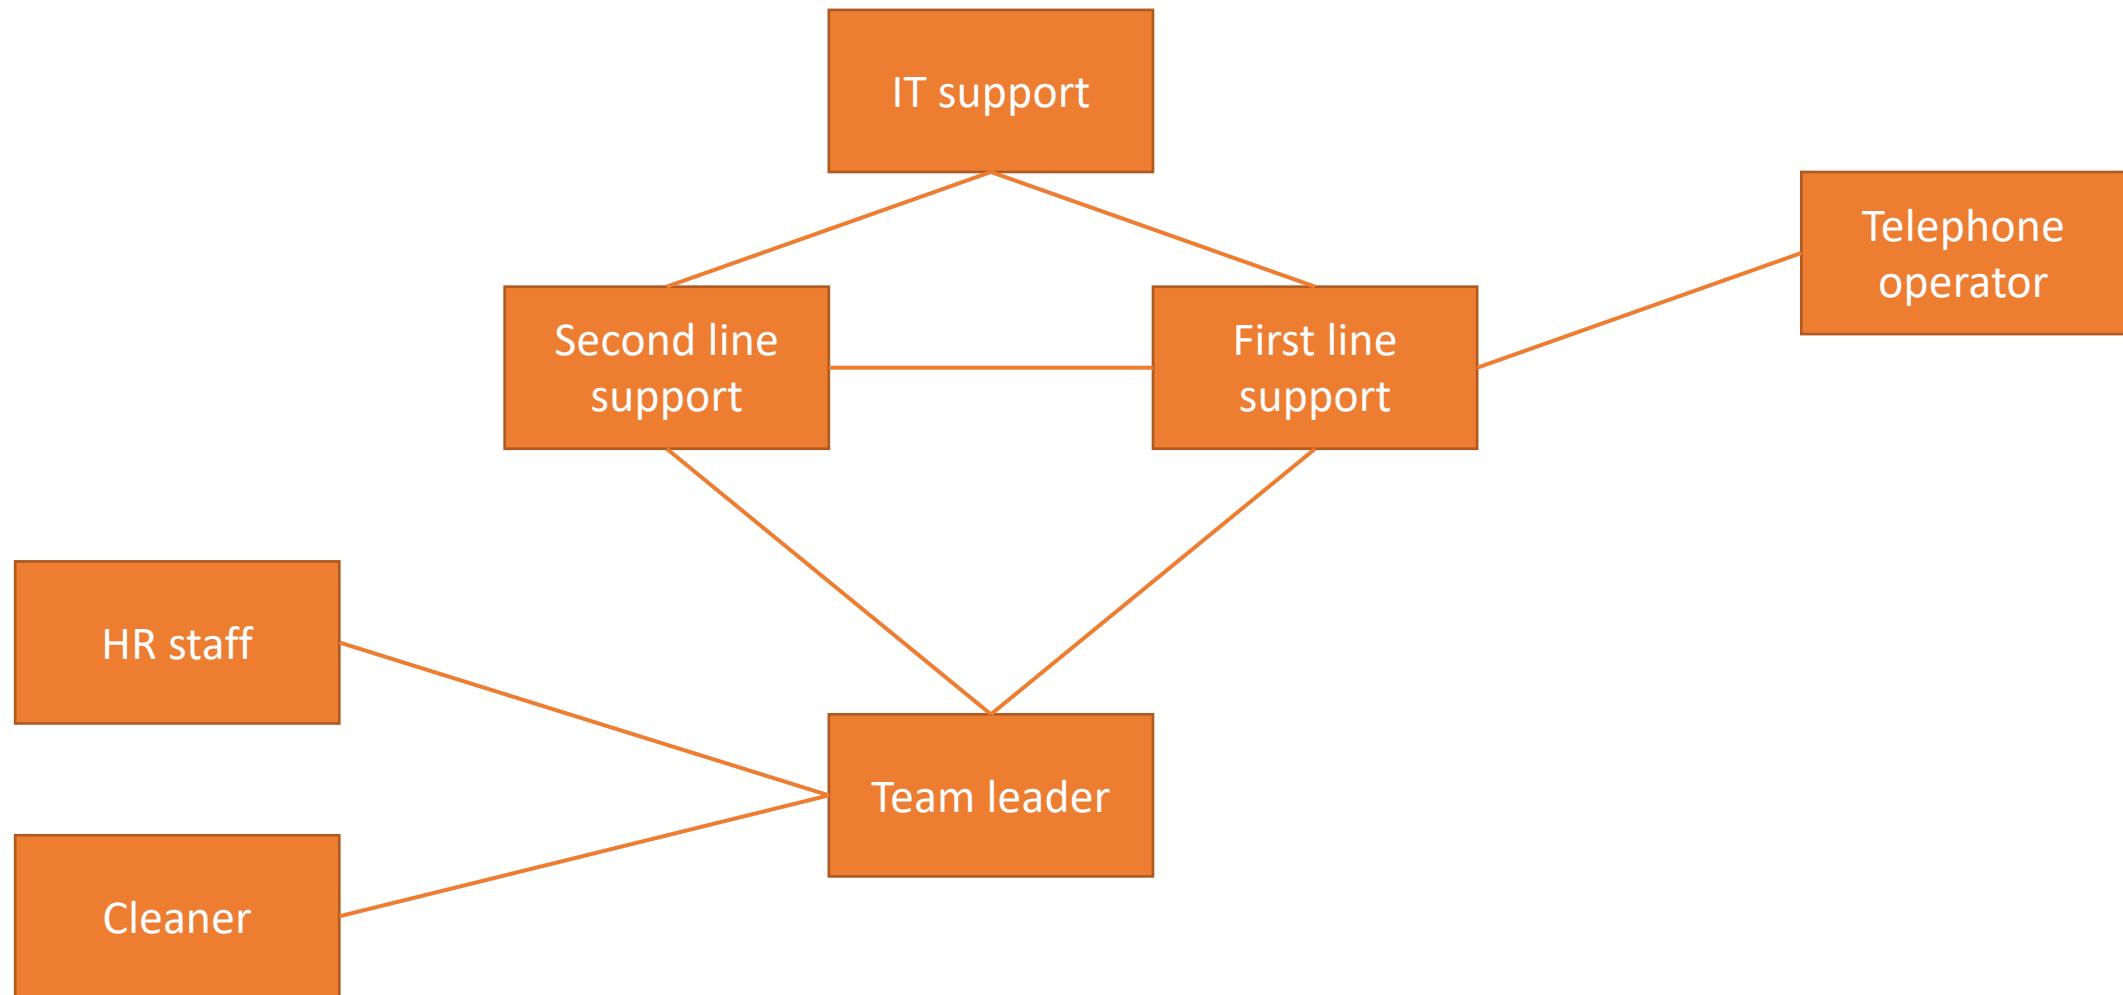 IT support
Telephone
operator
Second line
support
First line
support
HR staff
Team leader
Cleaner